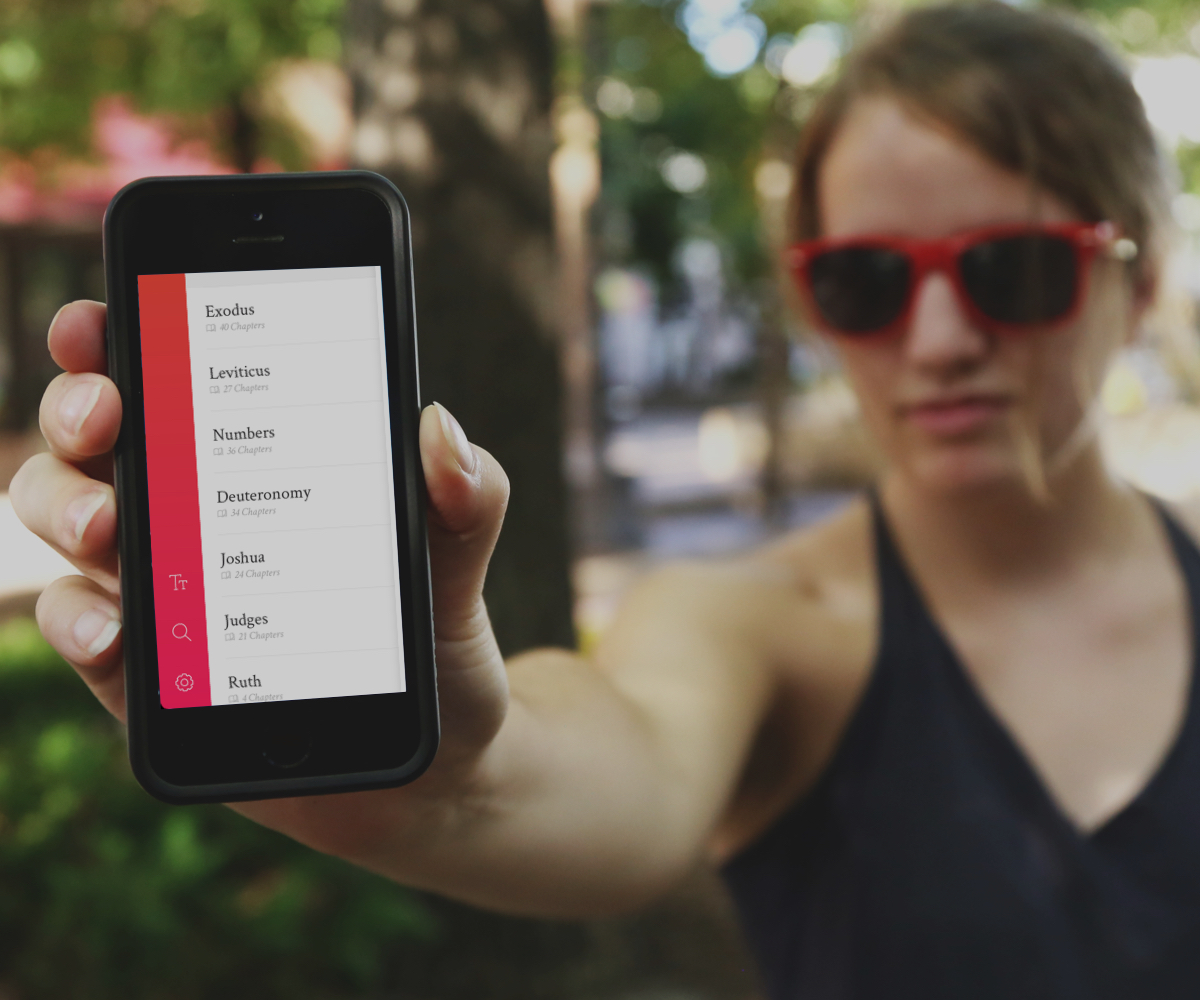 Exodus
40 Chapters
Leviticus
27 Chapters
Numbers
36 Chapters
Deuteronomy
34 Chapters
Joshua
24 Chapters
Judges
21 Chapters
Ruth
4 Chapters
TT